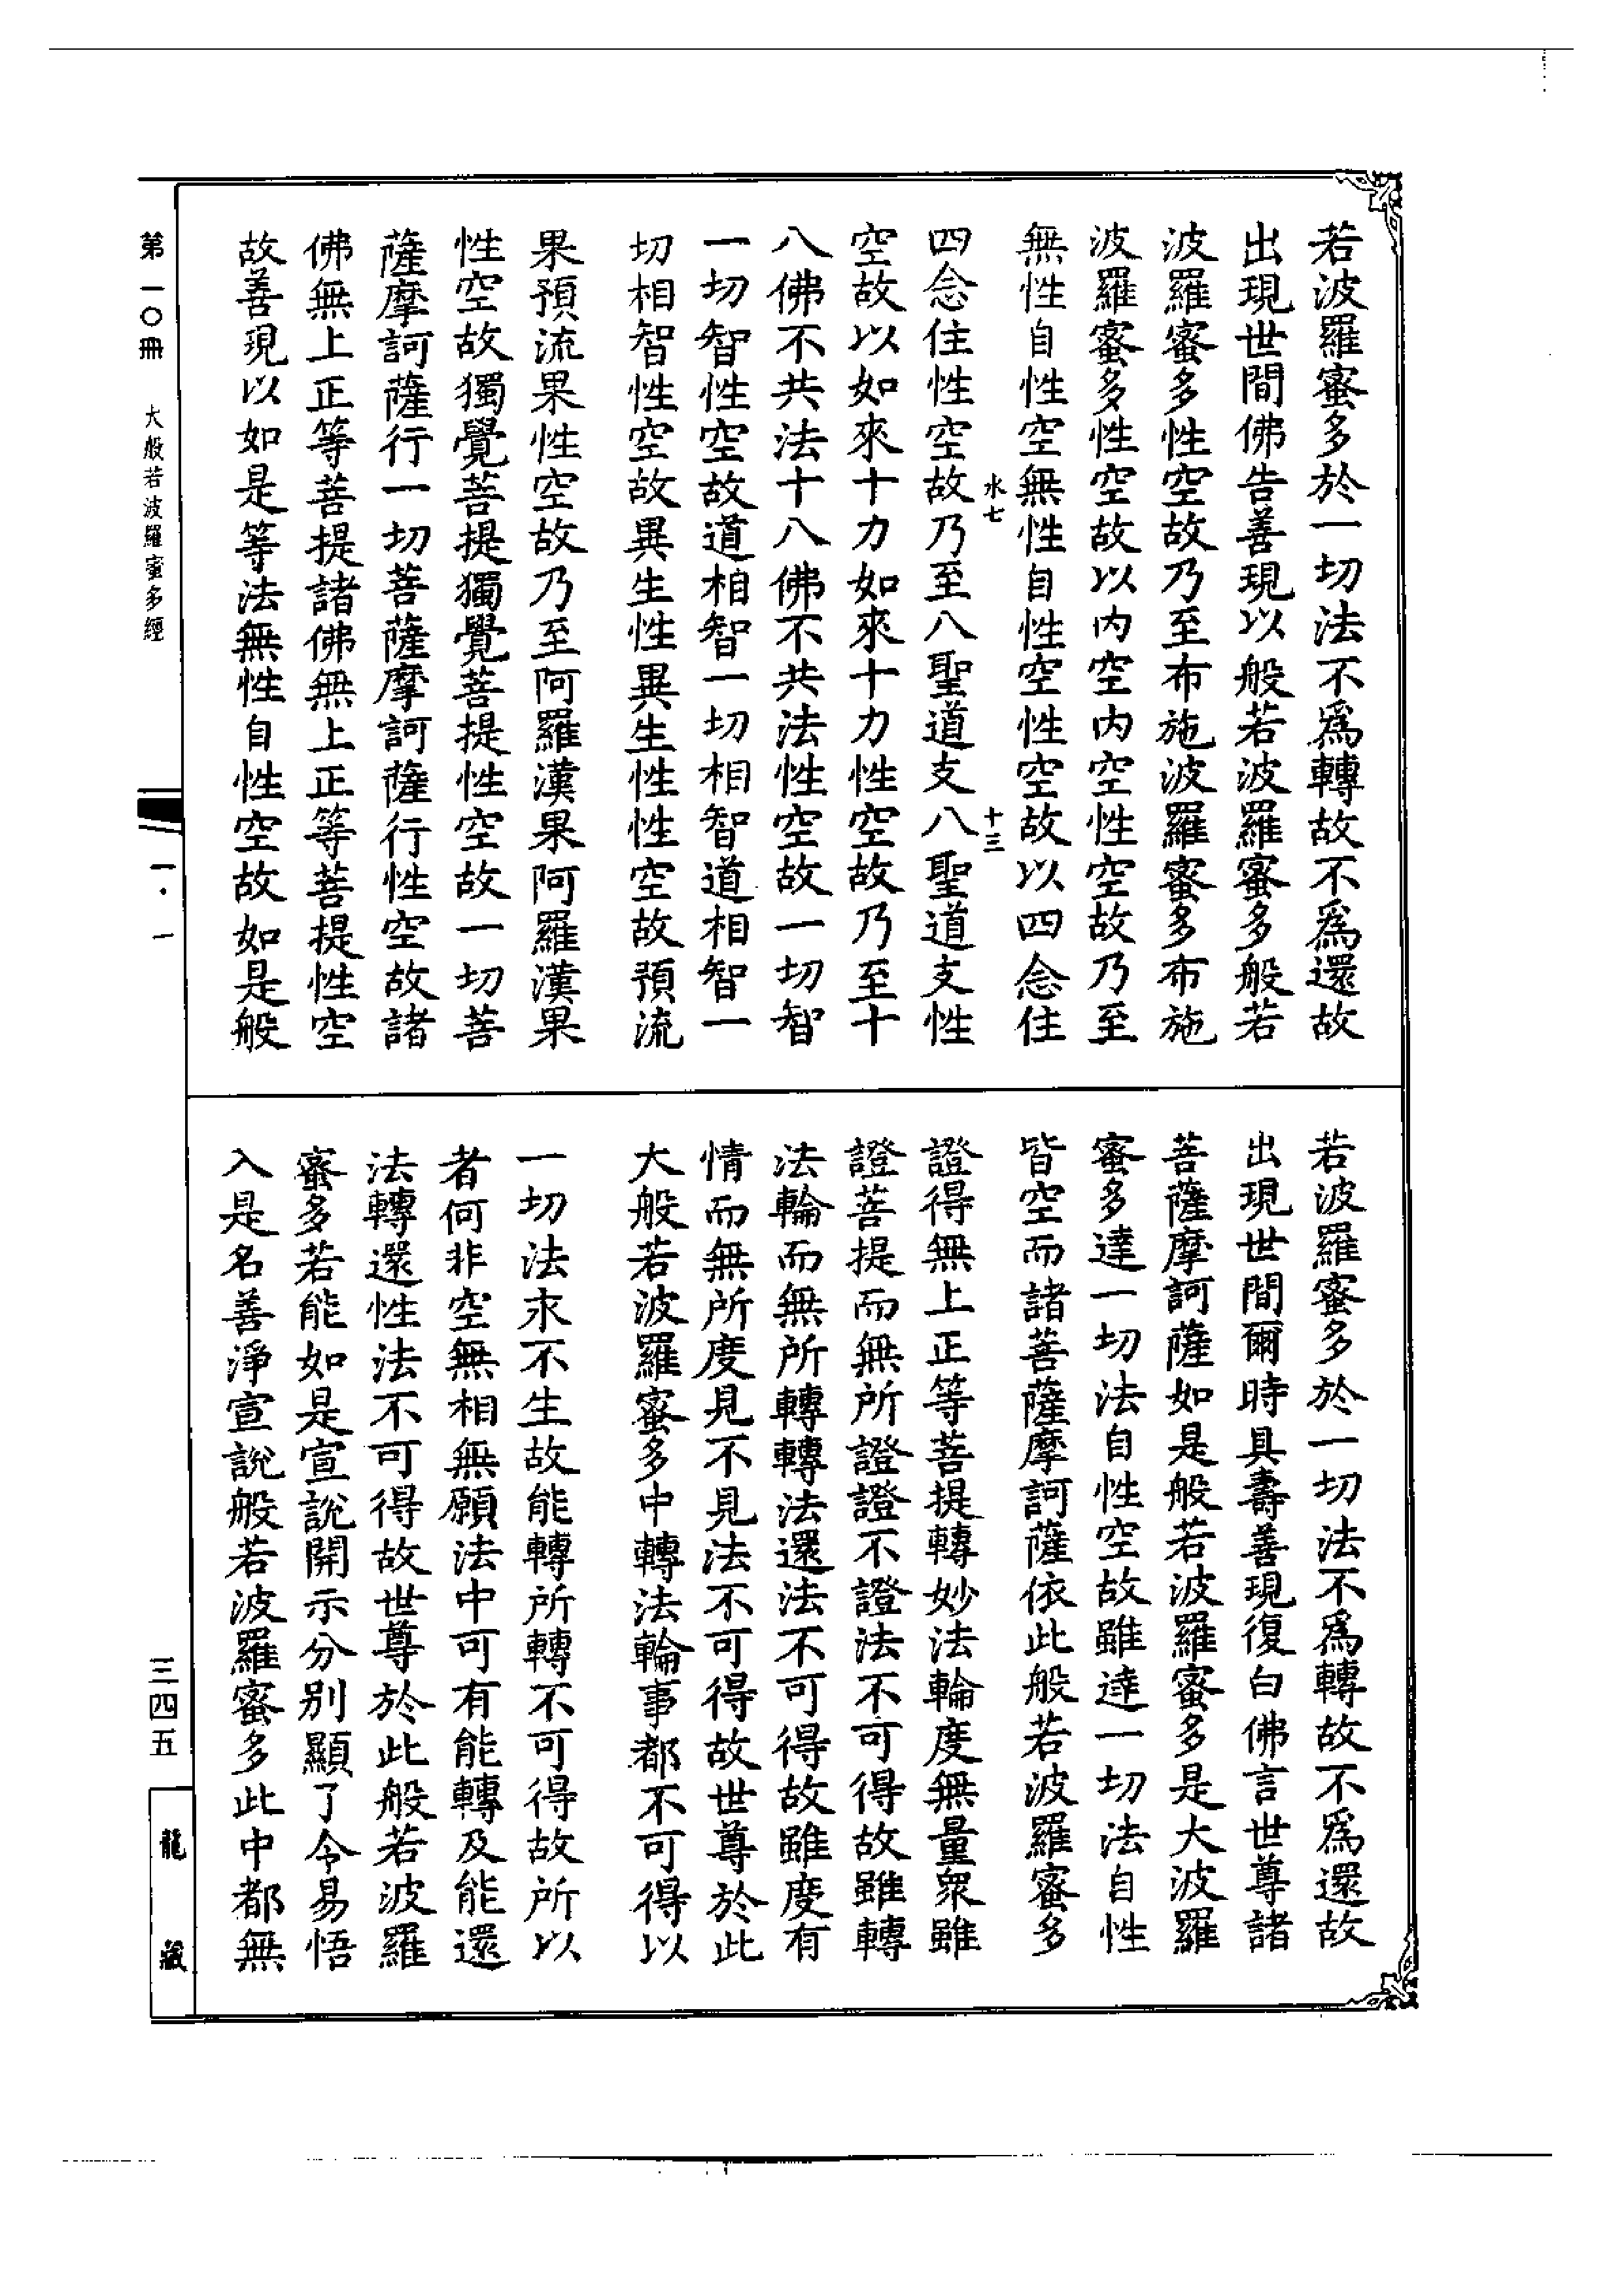 若波羅蜜多於一切法不爲轉故不爲還故
出現世間佛告善現以般若波羅蜜多般若
波羅蜜多性空故乃至布施波羅蜜多布施
波羅蜜多性空故以内空内空性空故乃至
無性自性空無性自性空性空故以四念住
水七 十三
四念住性空故乃至八聖道支八聖道支性
空故以如來十力如來十力性空故乃至十
八佛不共法十八佛不共法性空故一切智
一切智性空故道相智一切相智道相智一
切相智性空故異生性異生性性空故預流
果預流果性空故乃至阿羅漢果阿羅漢果
性空故獨覺菩提獨覺菩提性空故一切菩
薩摩訶薩行一切菩薩摩訶薩行性空故諸
佛無上正等菩提諸佛無上正等菩提性空
故善現以如是等法無性自性空故如是般
若波羅蜜多於一切法不爲轉故不爲還故
出現世間爾時具壽善現復白佛言世尊諸
菩薩摩訶薩如是般若波羅蜜多是大波羅
蜜多達一切法自性空故雖達一切法自性
皆空而諸菩薩摩訶薩依此般若波羅蜜多
證得無上正等菩提轉妙法輪度無量衆雖
證菩提而無所證證不證法不可得故雖轉
法輪而無所轉轉法還法不可得故雖度有
情而無所度見不見法不可得故世尊於此
大般若波羅蜜多中轉法輪事都不可得以
一切法永不生故能轉所轉不可得故所以
者何非空無相無願法中可有能轉及能還
法轉還性法不可得故世尊於此般若波羅
蜜多若能如是宣說開示分別顯了令易悟
入是名善淨宣說般若波羅蜜多此中都無
第一〇冊 大般若波羅蜜多經
一·一
三四五
龍藏